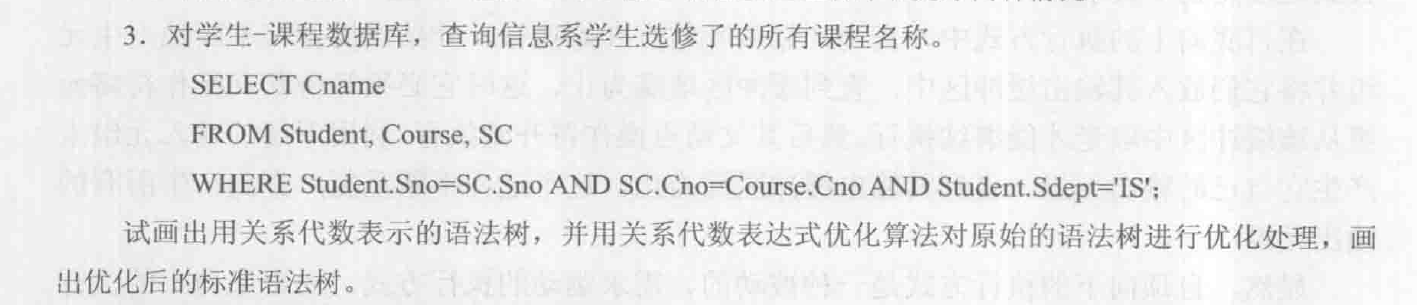 3. 对学生-课程数据库，查询信息系学生选修了的所有课程名称。
SELECT Cname
FROM Student, Course, SC
WHERE Student.Sno=SC.Sno AND SC.Cno=Course.Cno AND Student.Sdept='IS';
试画出用关系代数表示的语法树，并用关系代数表达式优化算法对原始的语法树进行优化处理，画
出优化后的标准语法树。